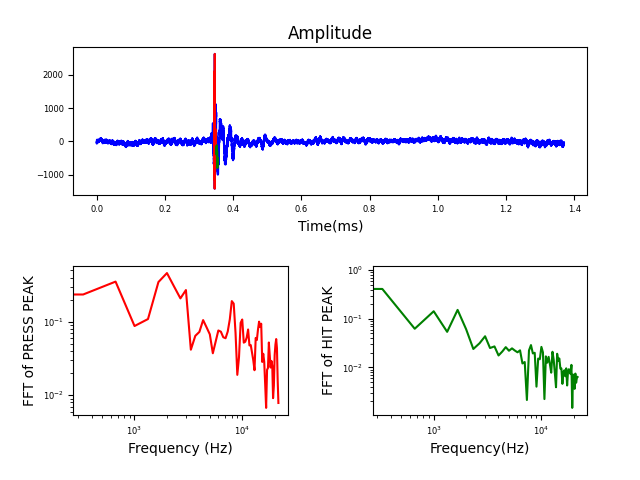 Amplitude
2000
1000
0
−1000
0.0 0.2 0.4 0.6 0.8 1.0 1.2 1.4
Time(ms)
FFT of PRESS PEAK
10⁻¹
10⁻²
10³ 10⁴
Frequency (Hz)
FFT of HIT PEAK
10⁰
10⁻¹
10⁻²
10³ 10⁴
Frequency(Hz)